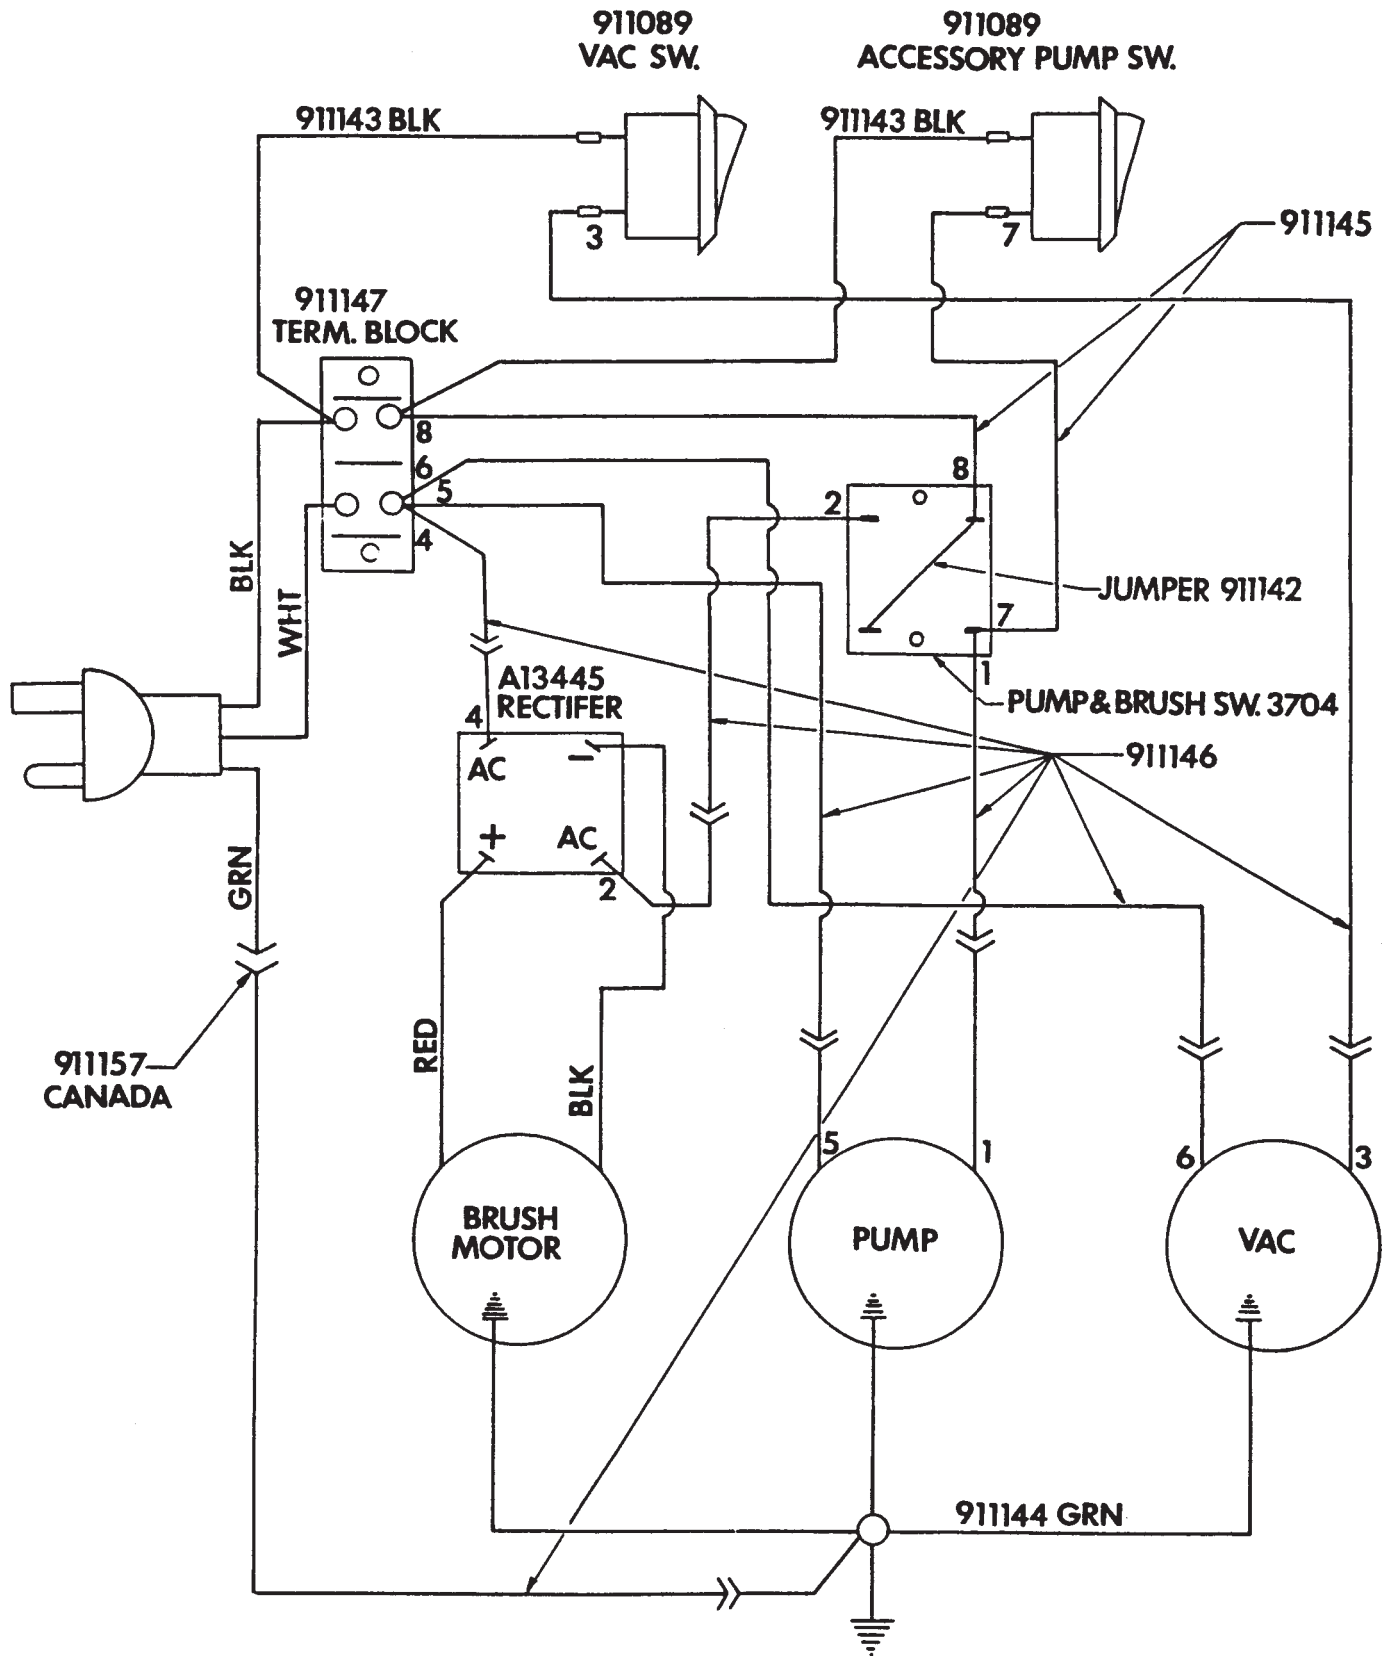 911089
VAC SW.
911089
ACCESSORY PUMP SW.
911143 BLK
911143 BLK
3
7
911145
911147
TERM. BLOCK
8
6
5
4
8
2
JUMPER 911142
7
1
PUMP&BRUSH SW. 3704
BLK
WHT
A13445
RECTIFER
4
AC
−
+
AC
2
911146
GRN
911157
CANADA
RED
BLK
5
1
6
3
BRUSH
MOTOR
PUMP
VAC
911144 GRN